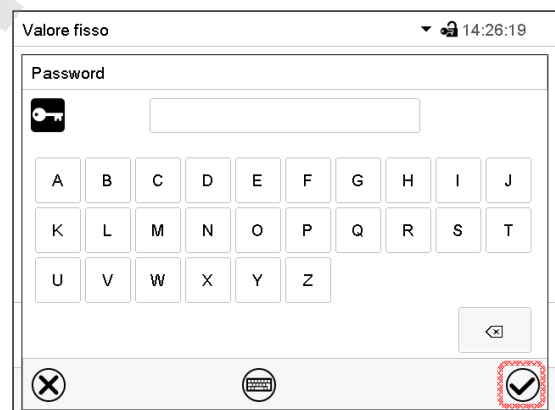 Valore fisso 14:26:19
Password
A B C D E F G H I J
K L M N O P Q R S T
U V W X Y Z